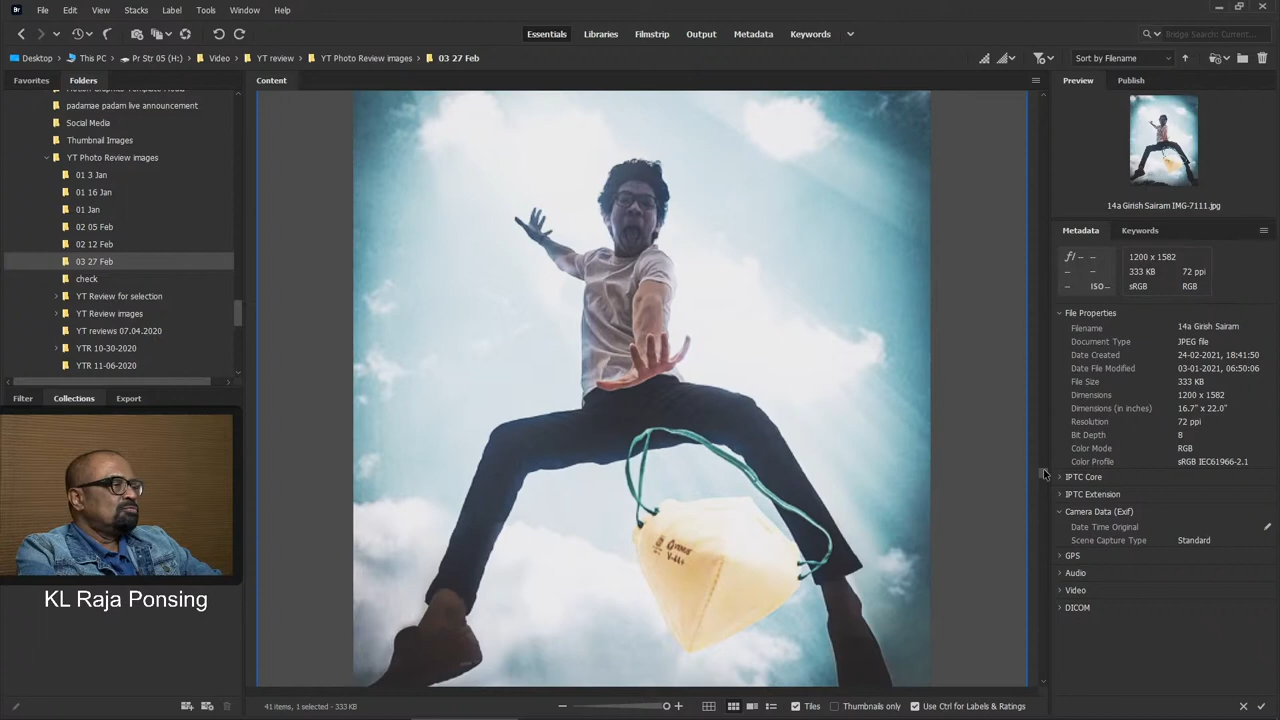 Br File Edit View Stacks Label Tools Window Help
Essentials Libraries Filmstrip Output Metadata Keywords Bridge Search: Current...
Desktop This PC Pr Str 05 (H:) Video YT review YT Photo Review images 03 27 Feb Sort by Filename
Favorites Folders
padamae padam live announcement
Social Media
Thumbnail Images
YT Photo Review images
01 3 Jan
01 16 Jan
01 Jan
02 05 Feb
02 12 Feb
03 27 Feb
check
YT Review for selection
YT Review images
YT reviews 07.04.2020
YTR 10-30-2020
YTR 11-06-2020
Filter Collections Export
KL Raja Ponsing
Content
V-44+
41 items, 1 selected - 333 KB
Tiles Thumbnails only Use Ctrl for Labels & Ratings
Preview Publish
14a Girish Sairam IMG-7111.jpg
Metadata Keywords
f/ -- --
-- --
-- ISO --
1200 x 1582
333 KB 72 ppi
sRGB RGB
File Properties
Filename 14a Girish Sairam
Document Type JPEG file
Date Created 24-02-2021, 18:41:50
Date File Modified 03-01-2021, 06:50:06
File Size 333 KB
Dimensions 1200 x 1582
Dimensions (in inches) 16.7" x 22.0"
Resolution 72 ppi
Bit Depth 8
Color Mode RGB
Color Profile sRGB IEC61966-2.1
IPTC Core
IPTC Extension
Camera Data (Exif)
Date Time Original
Scene Capture Type Standard
GPS
Audio
Video
DICOM